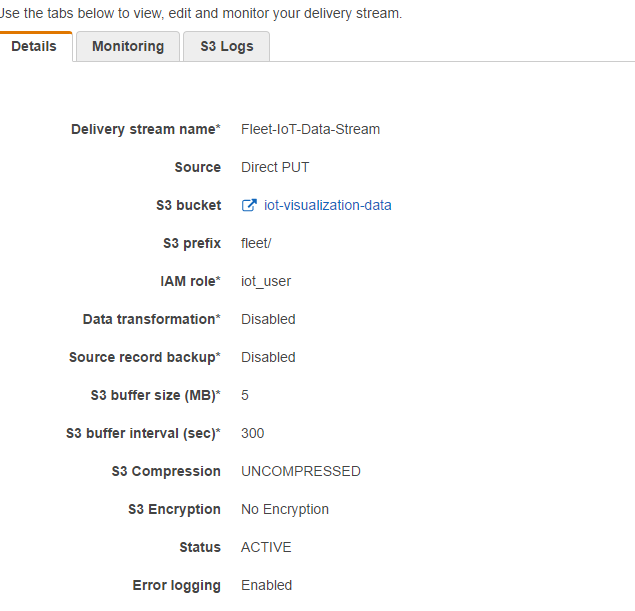 Use the tabs below to view, edit and monitor your delivery stream.
Details Monitoring S3 Logs
Delivery stream name* Fleet-IoT-Data-Stream
Source Direct PUT
S3 bucket iot-visualization-data
S3 prefix fleet/
IAM role* iot_user
Data transformation* Disabled
Source record backup* Disabled
S3 buffer size (MB)* 5
S3 buffer interval (sec)* 300
S3 Compression UNCOMPRESSED
S3 Encryption No Encryption
Status ACTIVE
Error logging Enabled